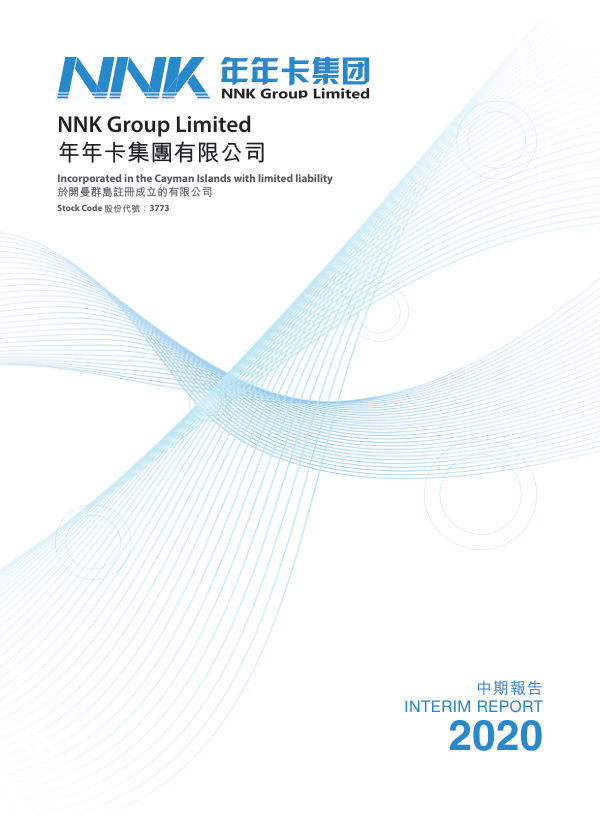 NNK 年年卡集团
NNK Group Limited
NNK Group Limited
年年卡集團有限公司
Incorporated in the Cayman Islands with limited liability
於開曼群島註冊成立的有限公司
Stock Code 股份代號：3773
中期報告
INTERIM REPORT
2020